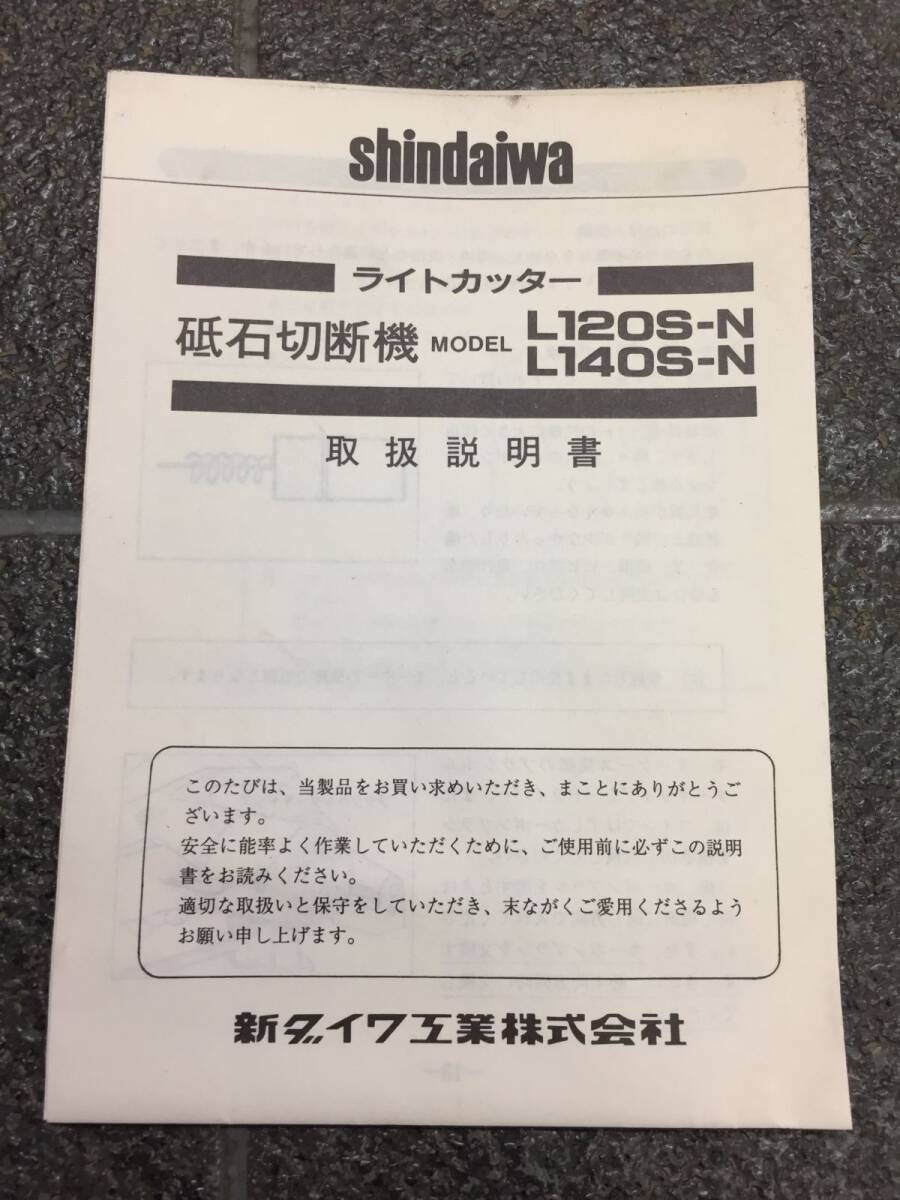 shindaiwa
ライトカッター
砥石切断機 MODEL L120S-N
L140S-N
取扱説明書
このたびは、当製品をお買い求めいただき、まことにありがとうご
ざいます。
安全に能率よく作業していただくために、ご使用前に必ずこの説明
書をお読みください。
適切な取扱いと保守をしていただき、末ながくご愛用くださるよう
お願い申し上げます。
新ダイワ工業株式会社